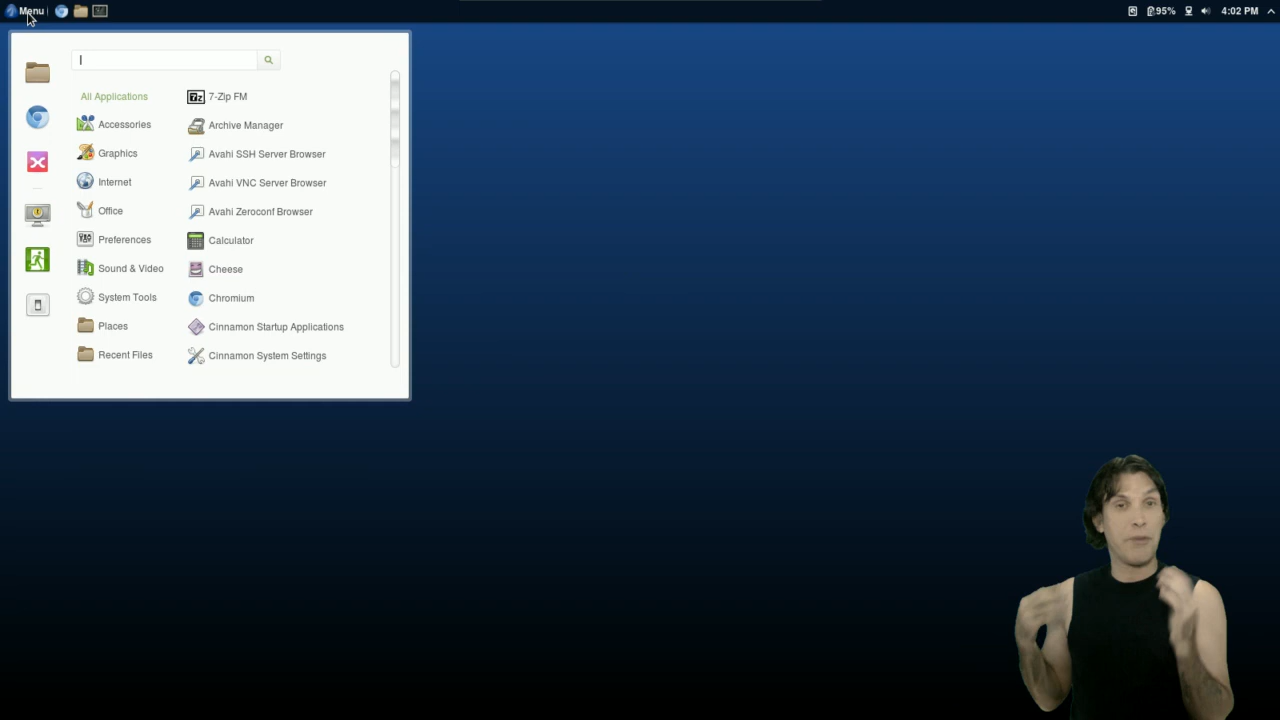 Menu
95%
4:02 PM
All Applications
Accessories
Graphics
Internet
Office
Preferences
Sound & Video
System Tools
Places
Recent Files
7z
7-Zip FM
Archive Manager
Avahi SSH Server Browser
Avahi VNC Server Browser
Avahi Zeroconf Browser
Calculator
Cheese
Chromium
Cinnamon Startup Applications
Cinnamon System Settings